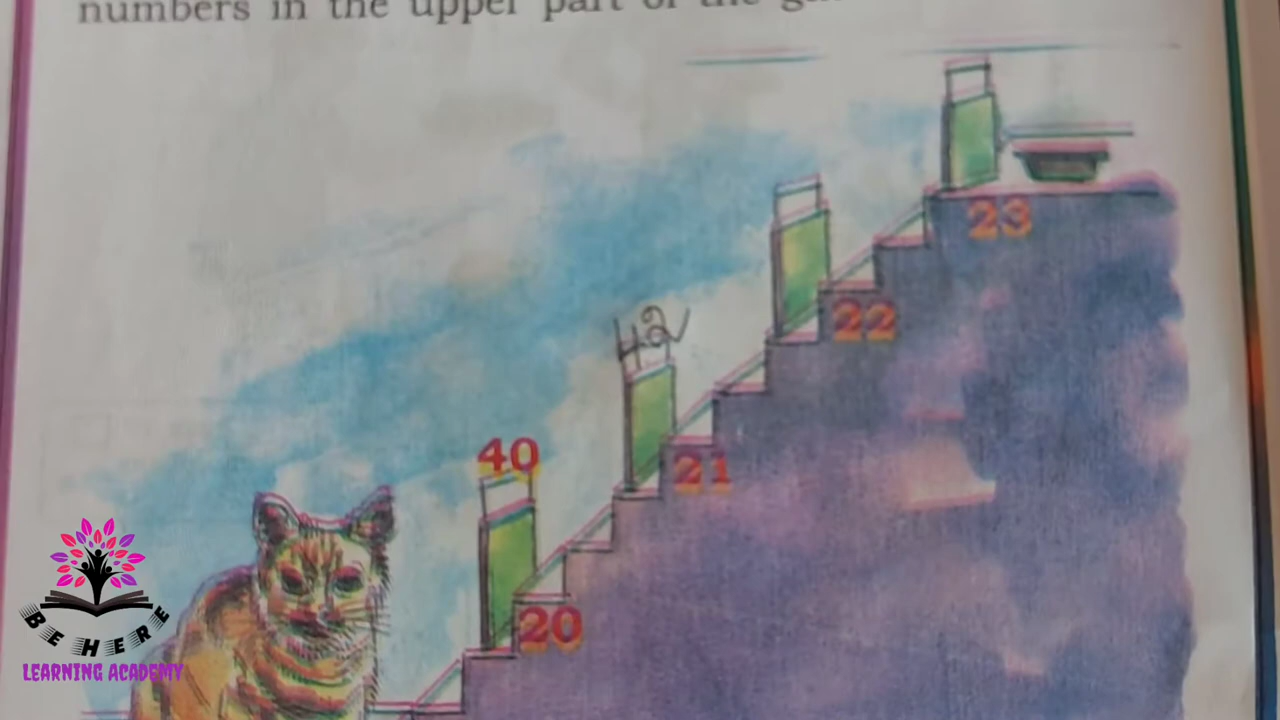 numbers in the upper part of the
23
22
42
21
40
20
BE HERE
LEARNING ACADEMY